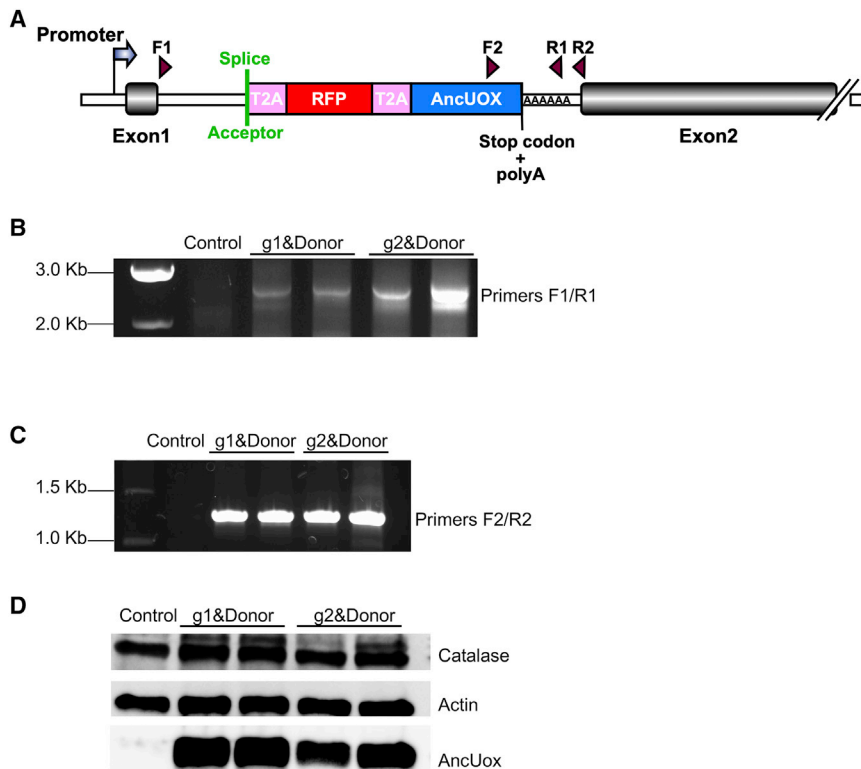 A
Promoter
F1
F2
R1 R2
Splice
T2A
RFP
T2A
AncUOX
AAAAAA
Acceptor
Exon1
Stop codon
+
polyA
Exon2
B
Control
g1&Donor
g2&Donor
3.0 Kb
2.0 Kb
Primers F1/R1
C
Control
g1&Donor
g2&Donor
1.5 Kb
1.0 Kb
Primers F2/R2
D
Control
g1&Donor
g2&Donor
Catalase
Actin
AncUox